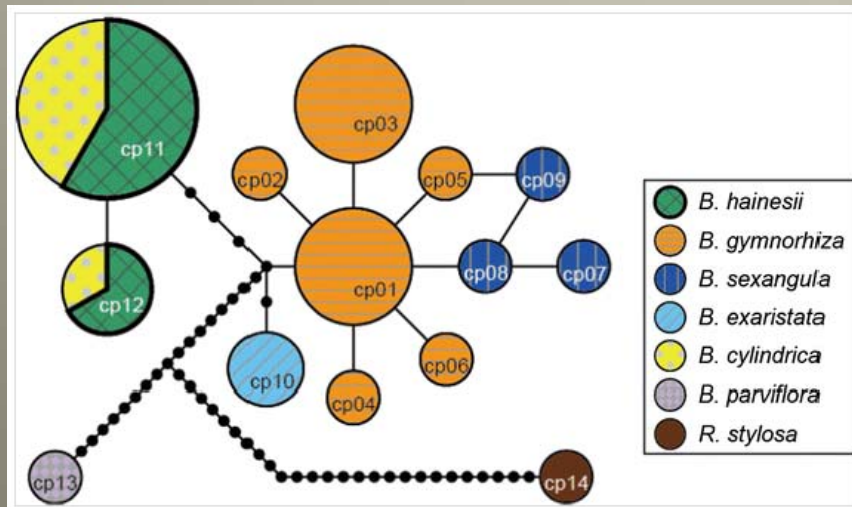 cp11
cp03
cp02
cp05
cp09
cp12
cp01
cp08
cp07
cp10
cp06
cp04
cp13
cp14
B. hainesii
B. gymnorhiza
B. sexangula
B. exaristata
B. cylindrica
B. parviflora
R. stylosa